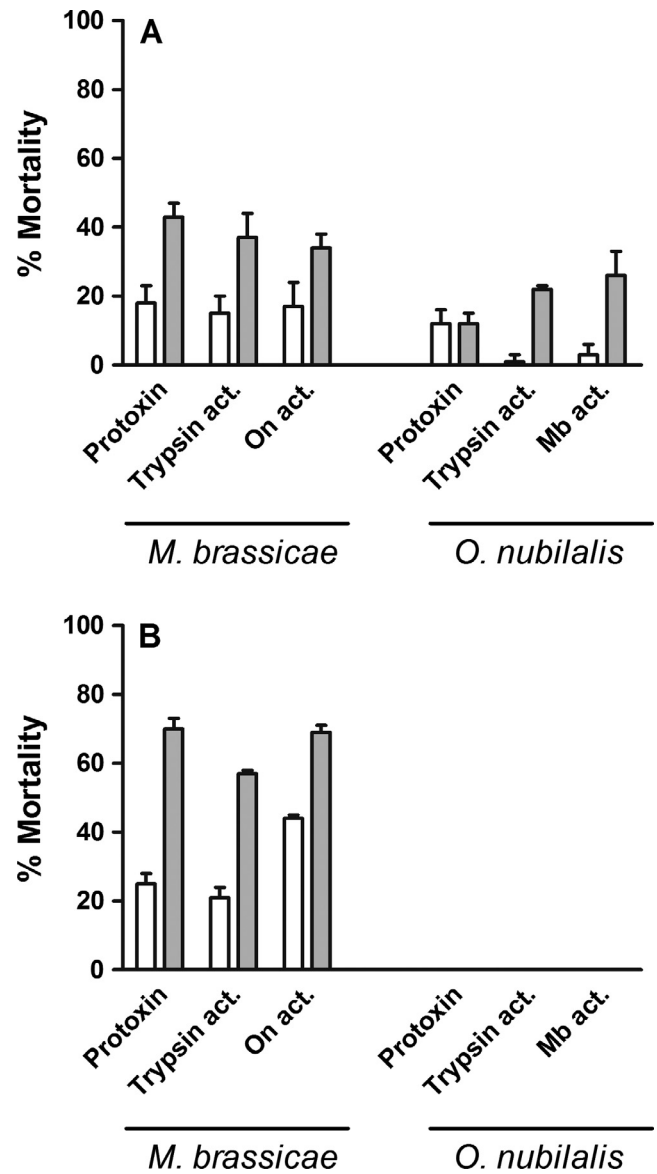 A
% Mortality
100
80
60
40
20
0
Protoxin
Trypsin act.
On act.
Protoxin
Trypsin act.
Mb act.
M. brassicae
O. nubilalis
B
% Mortality
100
80
60
40
20
0
Protoxin
Trypsin act.
On act.
Protoxin
Trypsin act.
Mb act.
M. brassicae
O. nubilalis